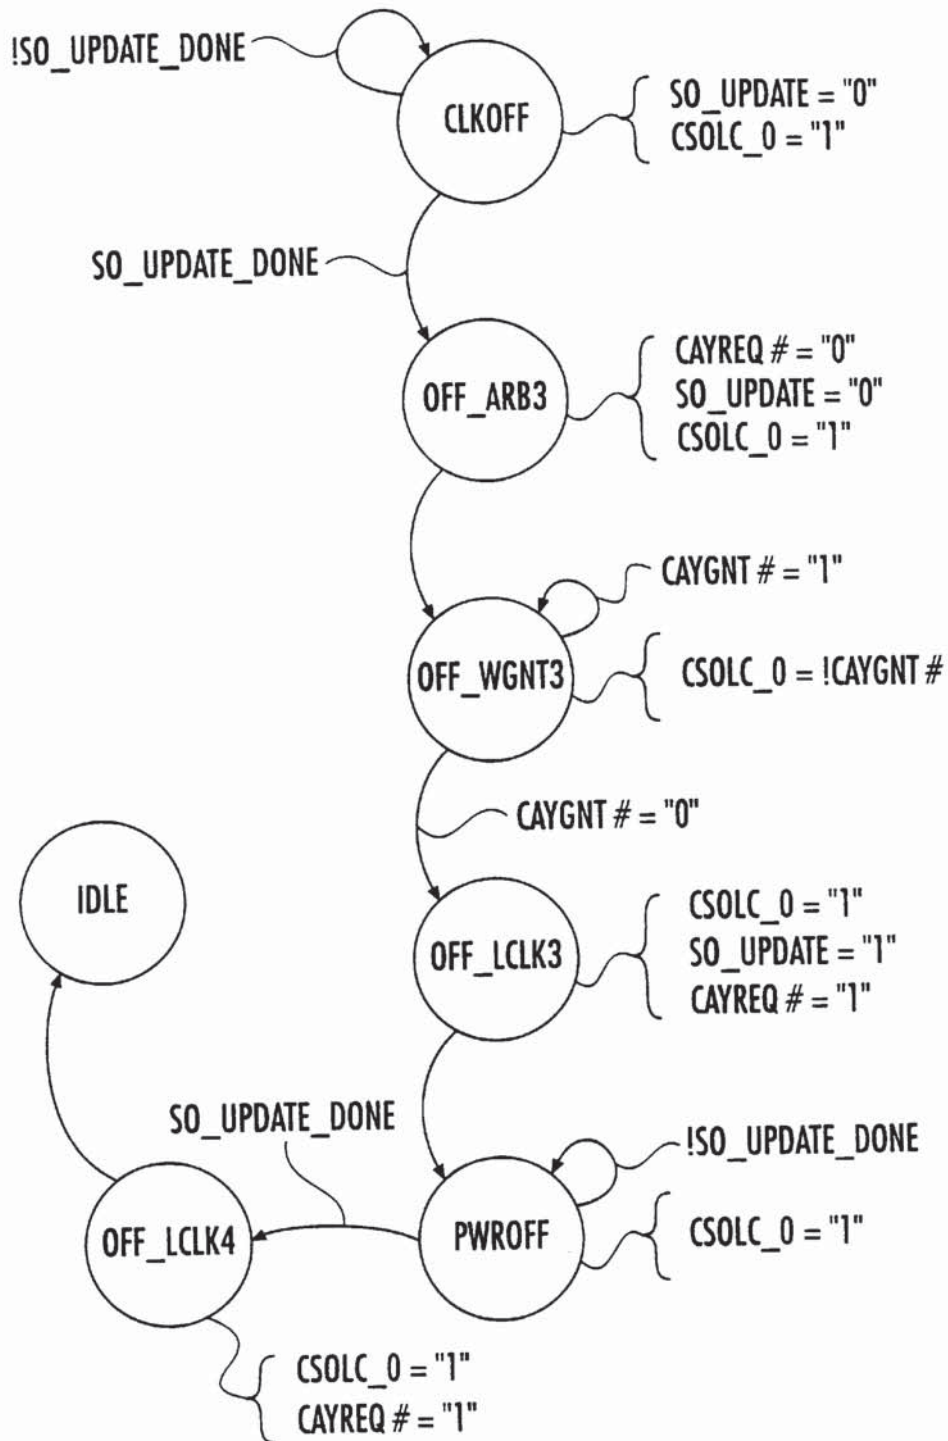 !SO_UPDATE_DONE
CLKOFF
SO_UPDATE = "0"
CSOLC_0 = "1"
SO_UPDATE_DONE
OFF_ARB3
CAYREQ # = "0"
SO_UPDATE = "0"
CSOLC_0 = "1"
CAYGNT # = "1"
OFF_WGNT3
CSOLC_0 = !CAYGNT #
CAYGNT # = "0"
IDLE
OFF_LCLK3
CSOLC_0 = "1"
SO_UPDATE = "1"
CAYREQ # = "1"
SO_UPDATE_DONE
!SO_UPDATE_DONE
OFF_LCLK4
PWROFF
CSOLC_0 = "1"
CSOLC_0 = "1"
CAYREQ # = "1"